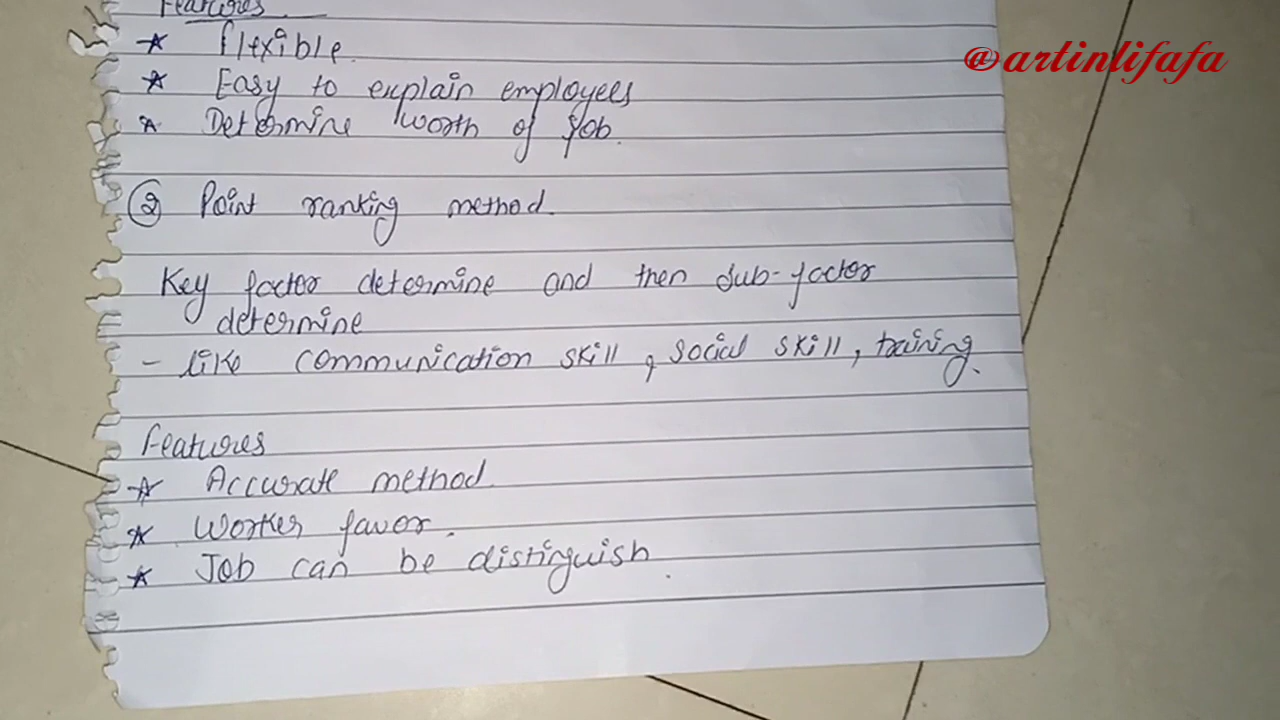 Features
* flexible
@artinlifafa
* Easy to explain employees
* Determine worth of job.
② Point ranking method.
Key factor determine and then sub-factor
determine
- like communication skill, social skill, training.
Features
* Accurate method.
* Worker favor.
* Job can be distinguish.